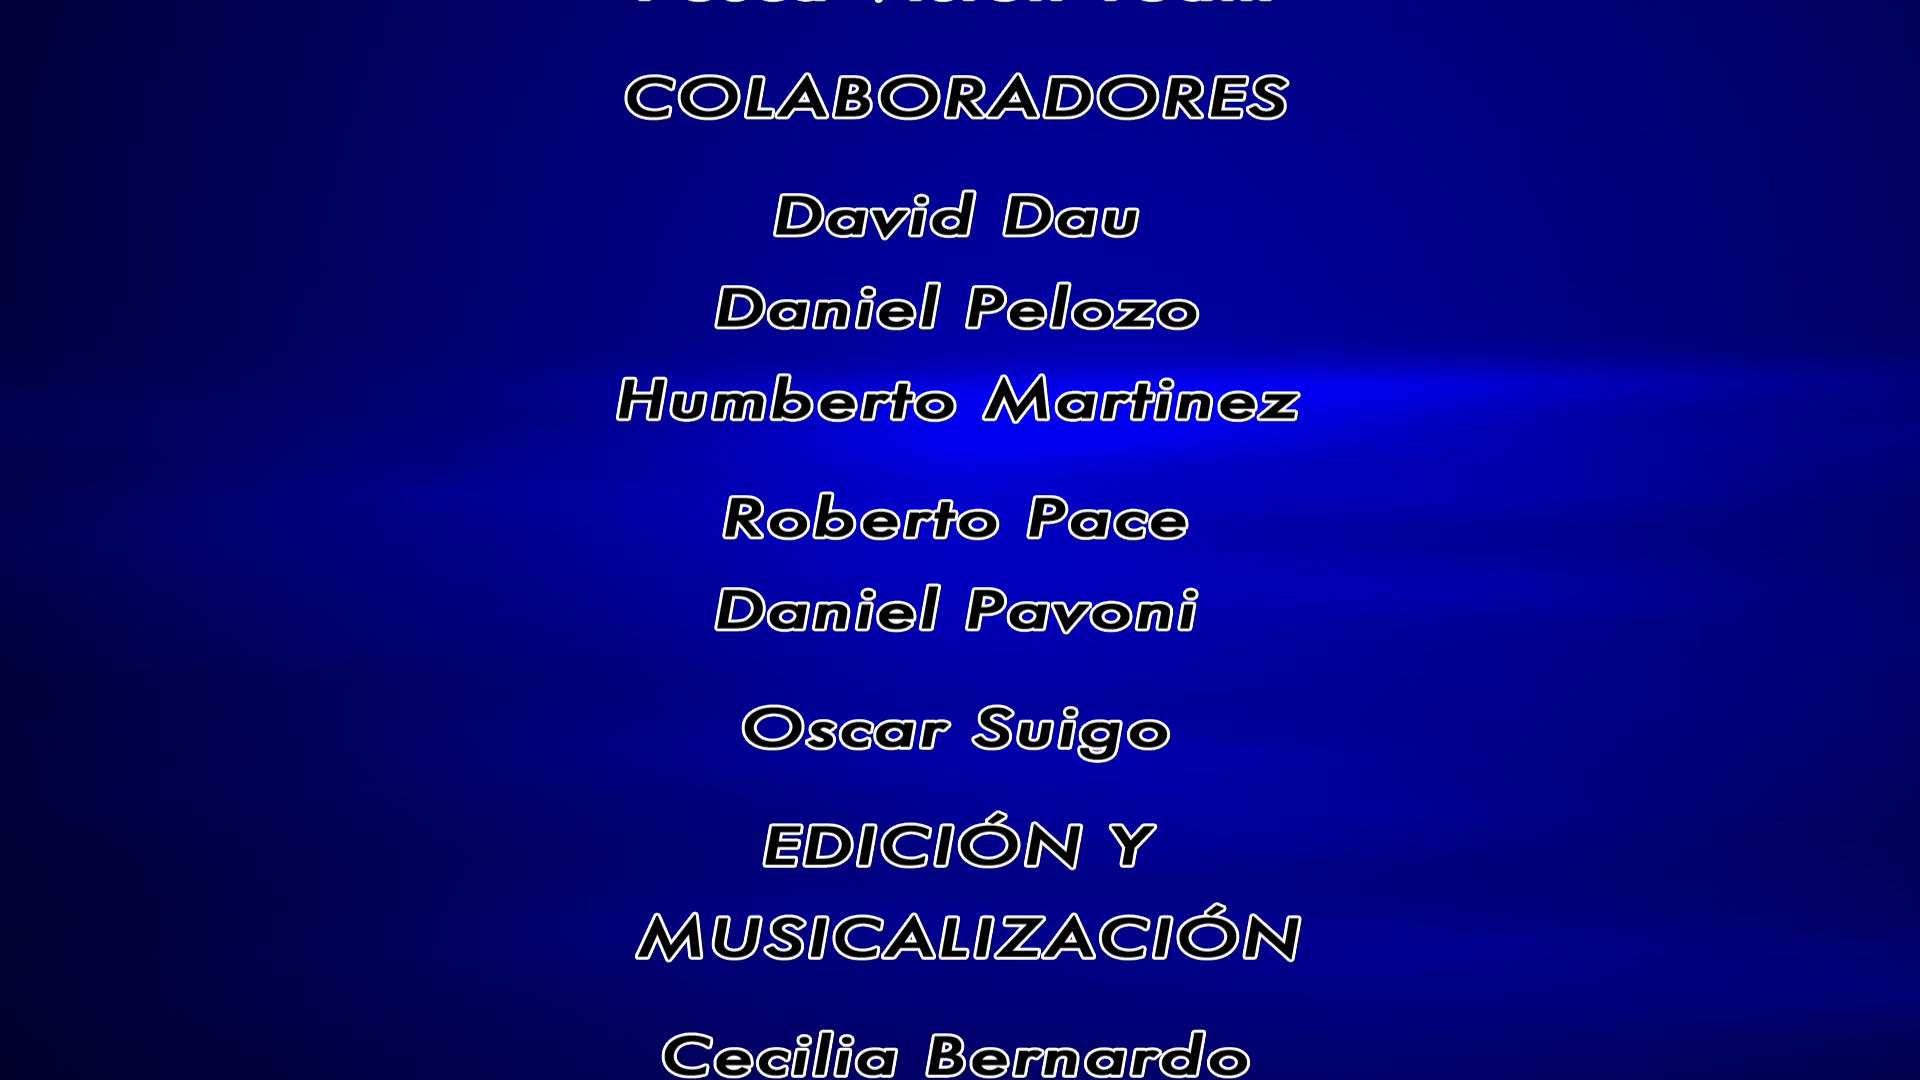 COLABORADORES
David Dau
Daniel Pelozo
Humberto Martinez
Roberto Pace
Daniel Pavoni
Oscar Suigo
EDICIÓN Y
MUSICALIZACIÓN
Cecilia Bernardo